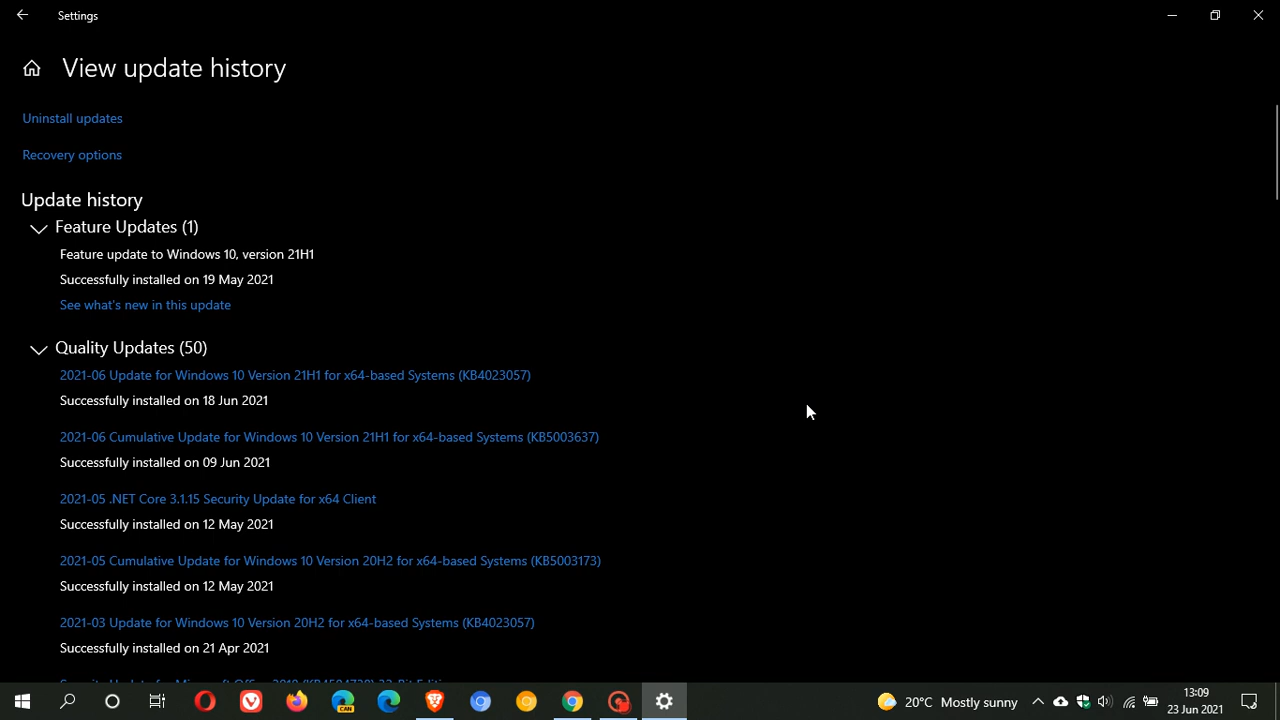 Settings
View update history
Uninstall updates
Recovery options
Update history
Feature Updates (1)
Feature update to Windows 10, version 21H1
Successfully installed on 19 May 2021
See what's new in this update
Quality Updates (50)
2021-06 Update for Windows 10 Version 21H1 for x64-based Systems (KB4023057)
Successfully installed on 18 Jun 2021
2021-06 Cumulative Update for Windows 10 Version 21H1 for x64-based Systems (KB5003637)
Successfully installed on 09 Jun 2021
2021-05 .NET Core 3.1.15 Security Update for x64 Client
Successfully installed on 12 May 2021
2021-05 Cumulative Update for Windows 10 Version 20H2 for x64-based Systems (KB5003173)
Successfully installed on 12 May 2021
2021-03 Update for Windows 10 Version 20H2 for x64-based Systems (KB4023057)
Successfully installed on 21 Apr 2021
CAN
20°C Mostly sunny
13:09
23 Jun 2021